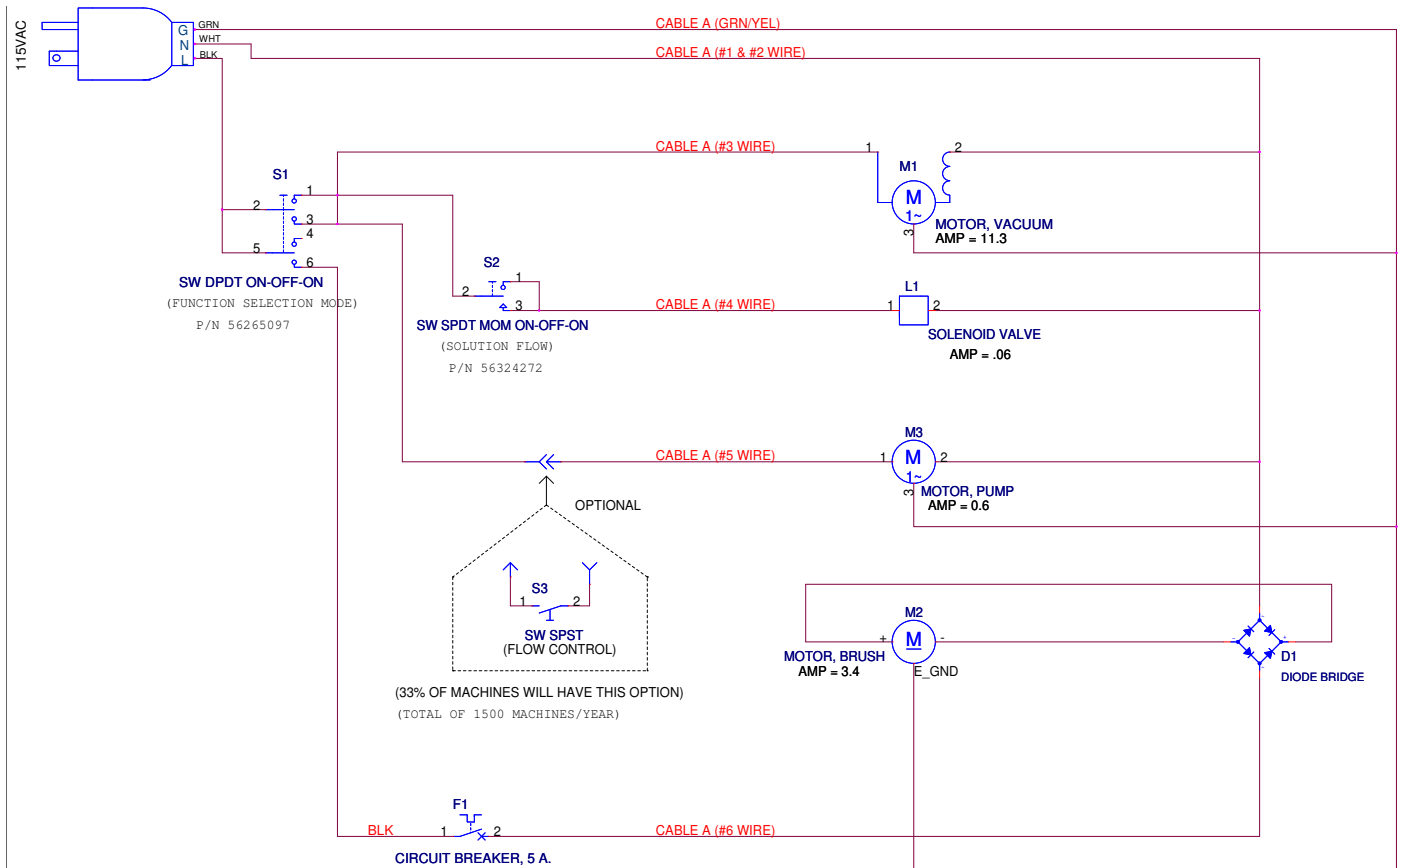 115VAC
G
N
L
GRN
WHT
BLK
CABLE A (GRN/YEL)
CABLE A (#1 & #2 WIRE)
CABLE A (#3 WIRE)
1
2
M1
M
1~
3
MOTOR, VACUUM
AMP = 11.3
S1
1
2
3
4
5
6
SW DPDT ON-OFF-ON
(FUNCTION SELECTION MODE)
P/N 56265097
S2
1
2
3
SW SPDT MOM ON-OFF-ON
(SOLUTION FLOW)
P/N 56324272
CABLE A (#4 WIRE)
L1
1
2
SOLENOID VALVE
AMP = .06
CABLE A (#5 WIRE)
M3
1
M
2
1~
3
MOTOR, PUMP
AMP = 0.6
OPTIONAL
S3
1
2
SW SPST
(FLOW CONTROL)
(33% OF MACHINES WILL HAVE THIS OPTION)
(TOTAL OF 1500 MACHINES/YEAR)
M2
+
M
-
MOTOR, BRUSH
AMP = 3.4
E_GND
D1
DIODE BRIDGE
F1
BLK
1
2
CABLE A (#6 WIRE)
CIRCUIT BREAKER, 5 A.